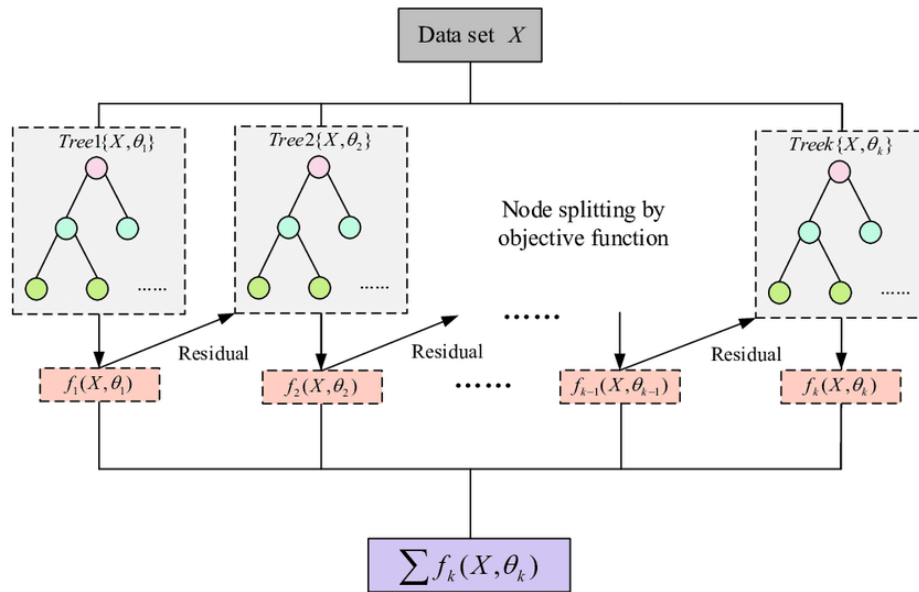 Data set X
Tree1{X,θ₁}
Tree2{X,θ₂}
Treek{X,θₖ}
Node splitting by
objective function
......
......
......
......
Residual
Residual
Residual
f₁(X,θ₁)
f₂(X,θ₂)
......
fₖ₋₁(X,θₖ₋₁)
fₖ(X,θₖ)
∑ fₖ(X,θₖ)